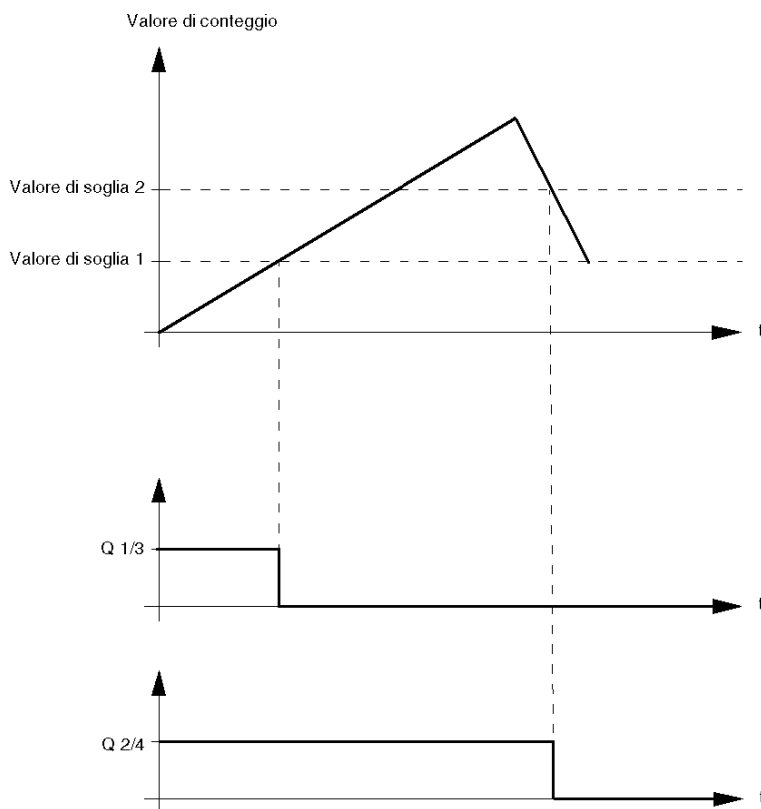 Valore di conteggio
Valore di soglia 2
Valore di soglia 1
t
Q 1/3
t
Q 2/4
t